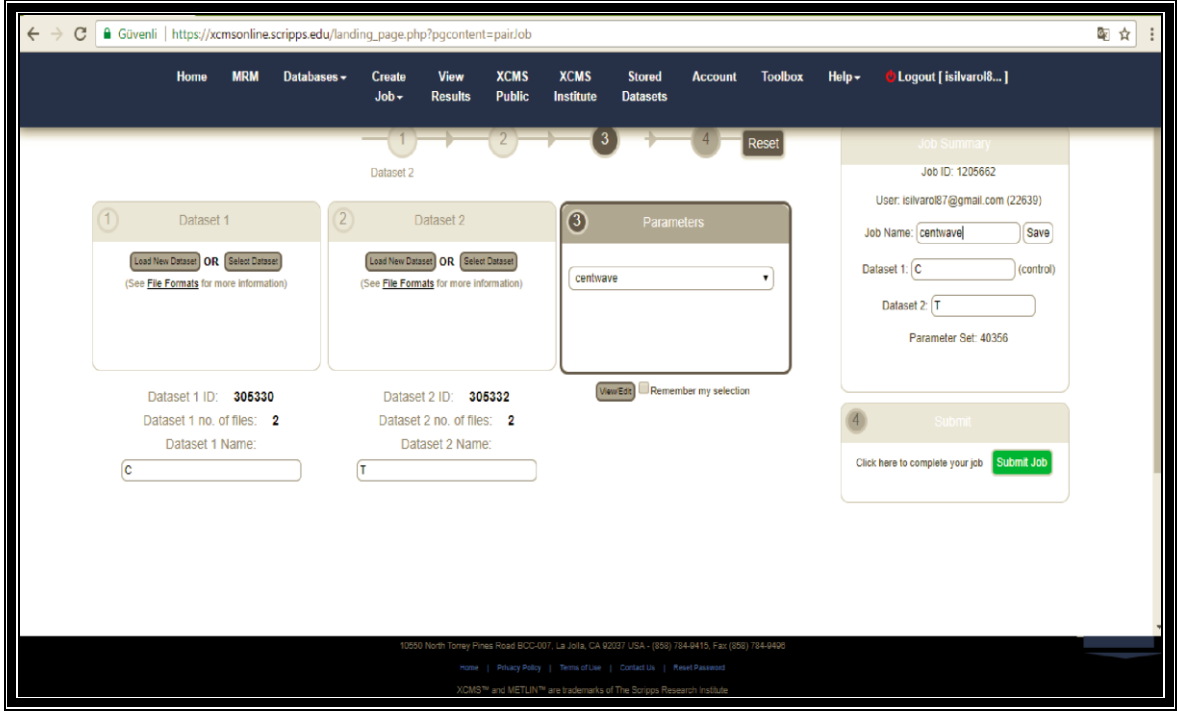 Güvenli | https://xcmsonline.scripps.edu/landing_page.php?pgcontent=pairJob
Home MRM Databases Create Job View Results XCMS Public XCMS Institute Stored Datasets Account Toolbox Help Logout [ isilvarol8... ]
1 2 3 4 Reset
Dataset 2
1 Dataset 1
Load New Dataset OR Select Dataset
(See File Formats for more information)
Dataset 1 ID: 305330
Dataset 1 no. of files: 2
Dataset 1 Name:
C
2 Dataset 2
Load New Dataset OR Select Dataset
(See File Formats for more information)
Dataset 2 ID: 305332
Dataset 2 no. of files: 2
Dataset 2 Name:
T
3 Parameters
centwave
View/Edit Remember my selection
Job Summary
Job ID: 1205662
User: isilvarol87@gmail.com (22639)
Job Name: centwave Save
Dataset 1: C (control)
Dataset 2: T
Parameter Set: 40356
4 Submit
Click here to complete your job Submit Job
10550 North Torrey Pines Road BCC-007, La Jolla, CA 92037 USA - (858) 784-9415, Fax (858) 784-9496
Home | Privacy Policy | Terms of Use | Contact Us | Reset Password
XCMS™ and METLIN™ are trademarks of The Scripps Research Institute